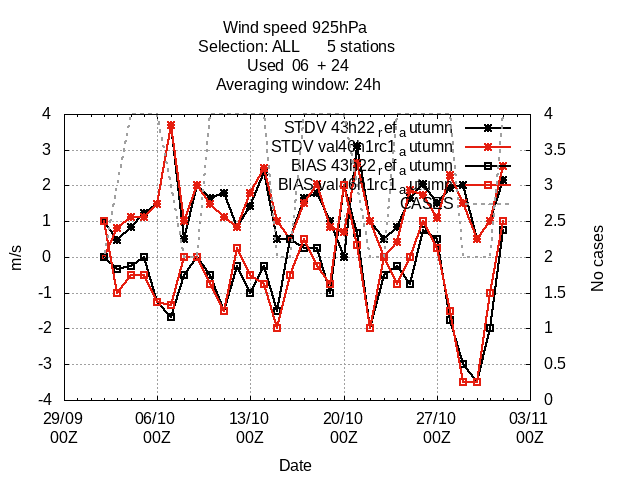 Wind speed 925hPa
Selection: ALL 5 stations
Used 06 + 24
Averaging window: 24h
STDV 43h22_ref_autumn
STDV val46h1rc1_autumn
BIAS 43h22_ref_autumn
BIAS val46h1rc1_autumn
CASES
4
3
2
1
0
-1
-2
-3
-4
m/s
4
3.5
3
2.5
2
1.5
1
0.5
0
No cases
29/09 06/10 13/10 20/10 27/10 03/11
00Z 00Z 00Z 00Z 00Z 00Z
Date